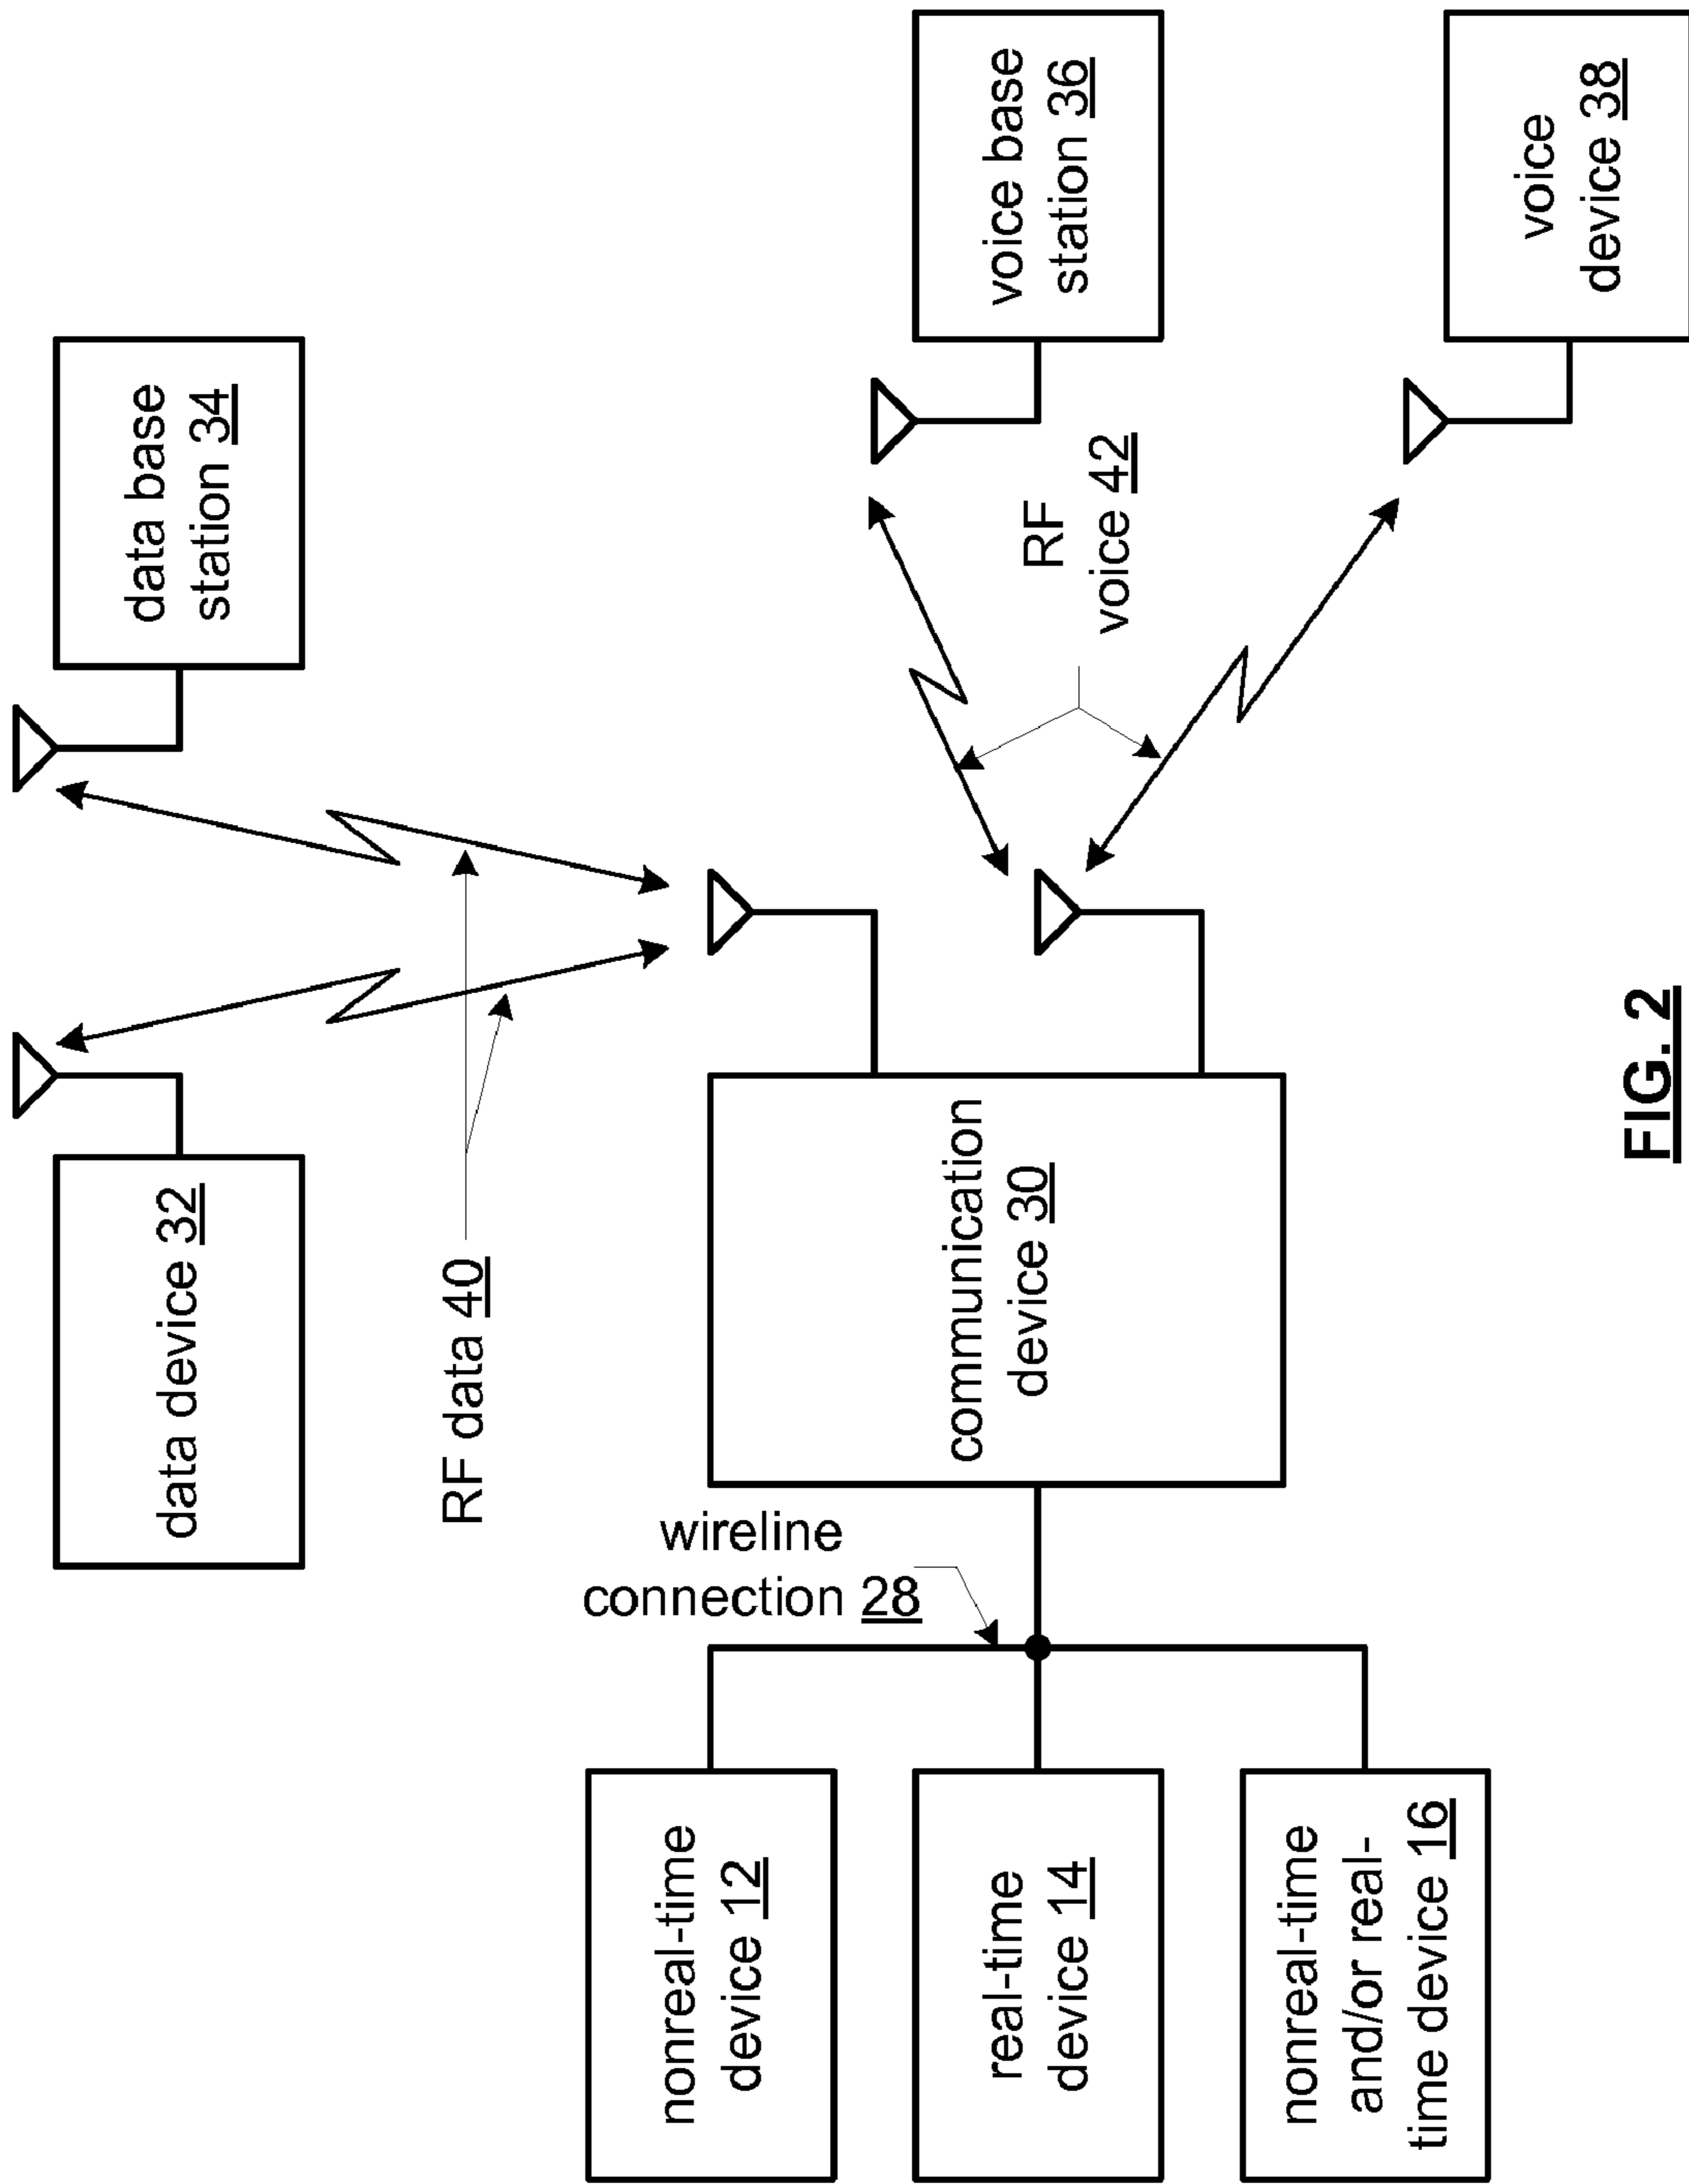 data device 32
data base
station 34
RF data 40
wireline
connection 28
nonreal-time
device 12
real-time
device 14
nonreal-time
and/or real-
time device 16
communication
device 30
RF
voice 42
voice base
station 36
voice
device 38
FIG. 2